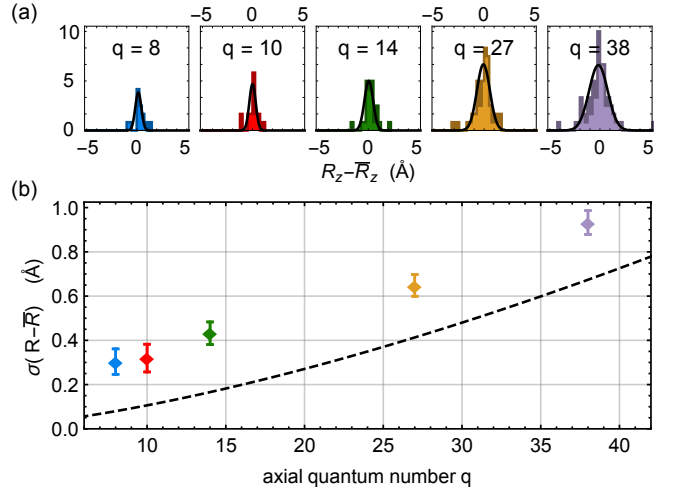 (a)
−5 0 5 −5 0 5
10
5
0
q = 8
q = 10
q = 14
q = 27
q = 38
−5 0 5 −5 0 5 −5 0 5
R_z−R̅_z (Å)
(b)
1.0
0.8
0.6
0.4
0.2
0.0
σ(R−R̅) (Å)
10 15 20 25 30 35 40
axial quantum number q